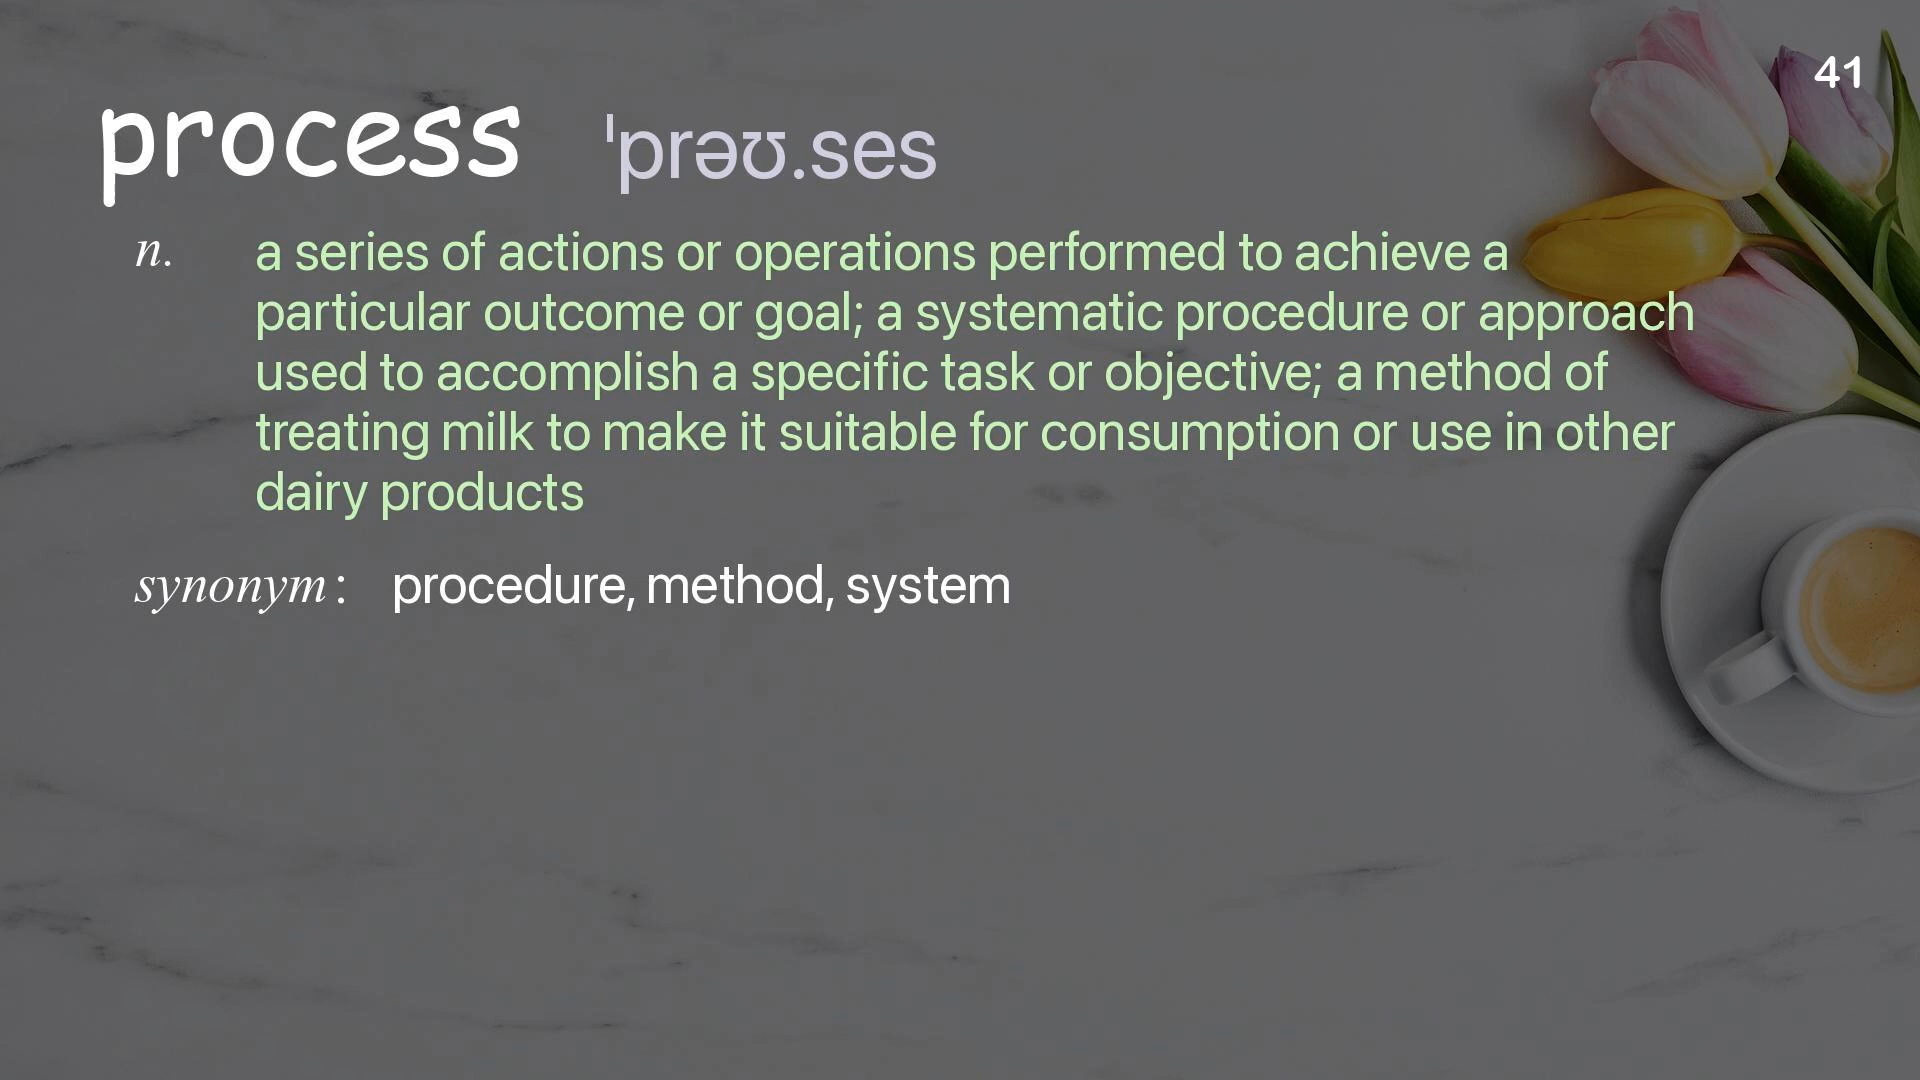 41
process ˈprəʊ.ses
n. a series of actions or operations performed to achieve a
particular outcome or goal; a systematic procedure or approach
used to accomplish a specific task or objective; a method of
treating milk to make it suitable for consumption or use in other
dairy products
synonym : procedure, method, system